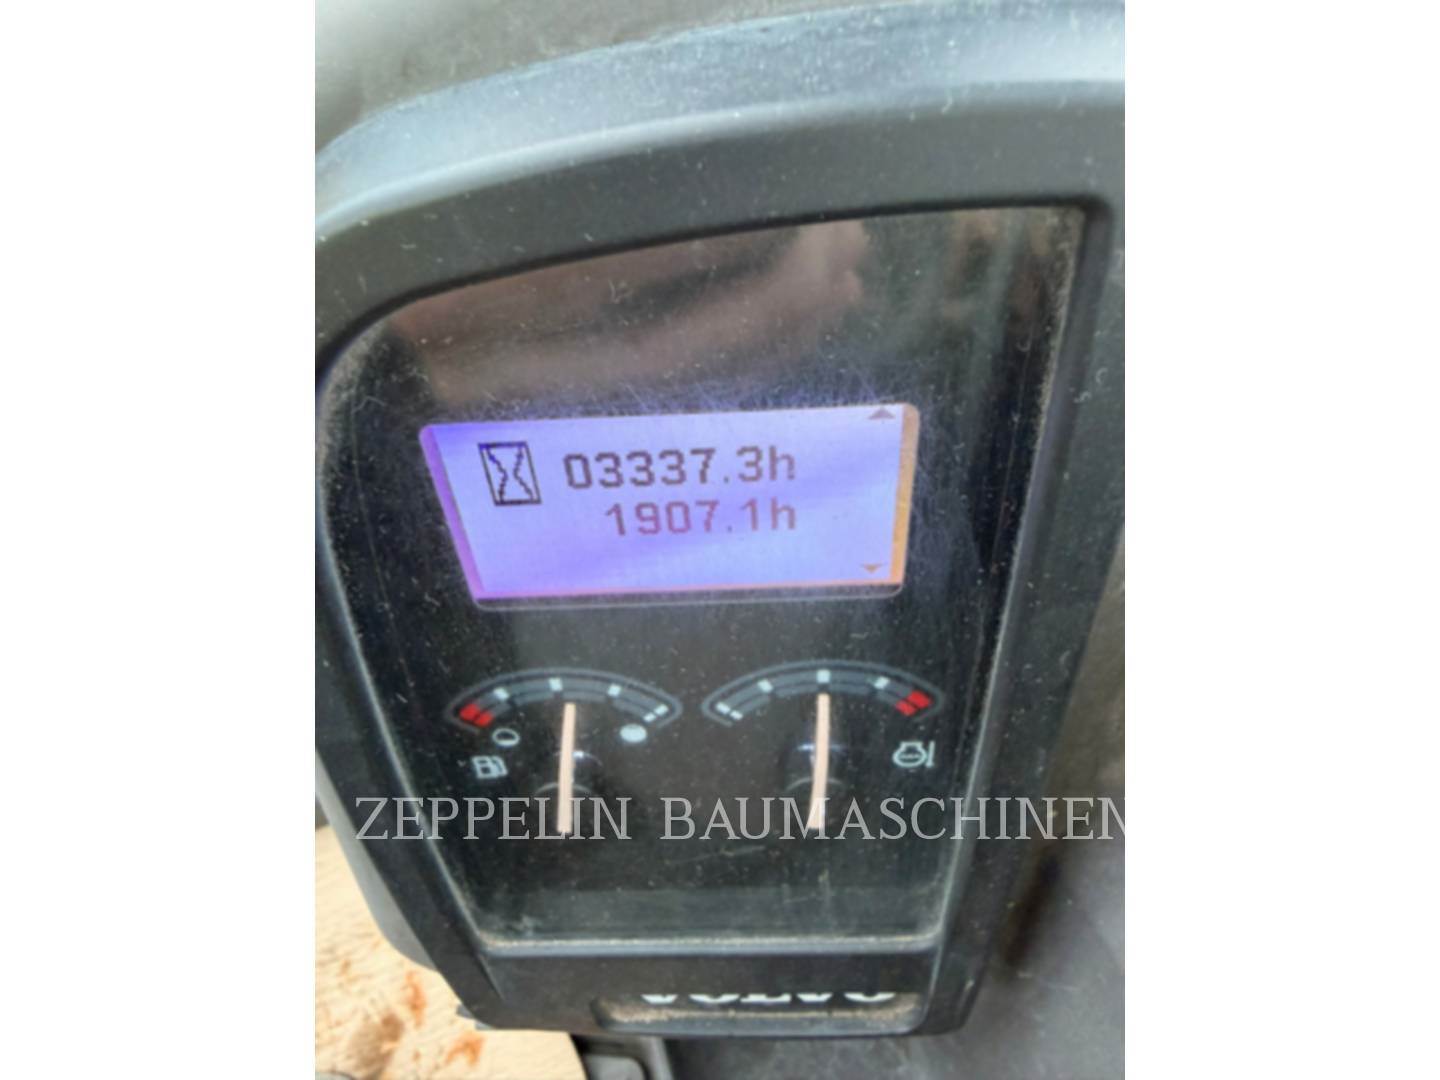 03337.3h
1907.1h
ZEPPELIN BAUMASCHINEN
VOLVO